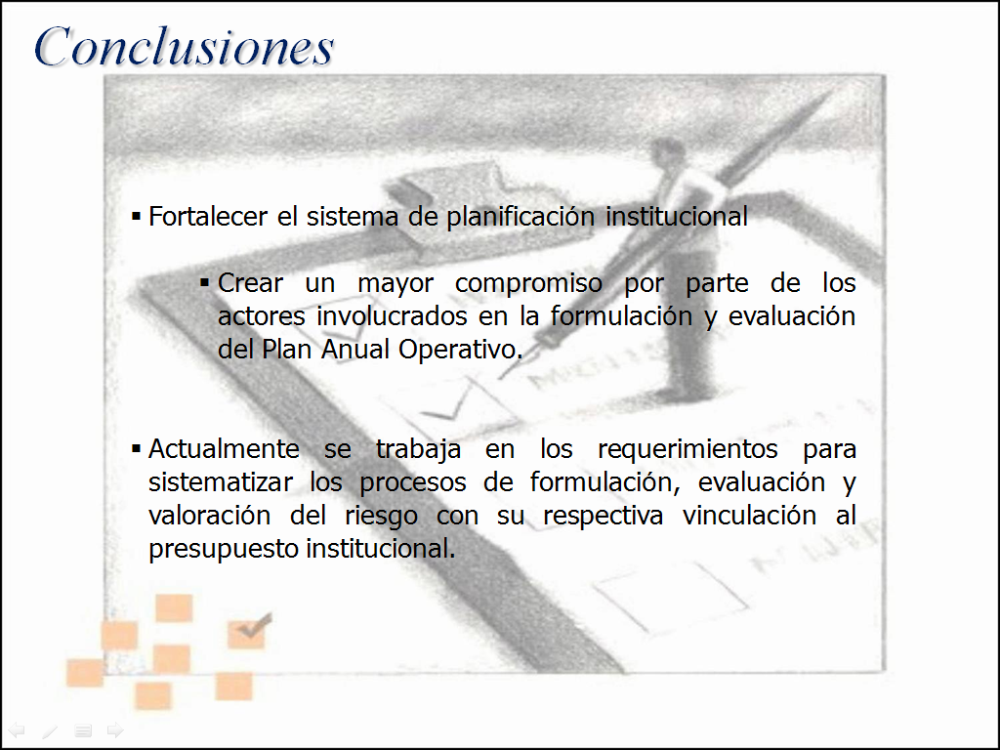 Conclusiones
▪ Fortalecer el sistema de planificación institucional
▪ Crear un mayor compromiso por parte de los
actores involucrados en la formulación y evaluación
del Plan Anual Operativo.
▪ Actualmente se trabaja en los requerimientos para
sistematizar los procesos de formulación, evaluación y
valoración del riesgo con su respectiva vinculación al
presupuesto institucional.